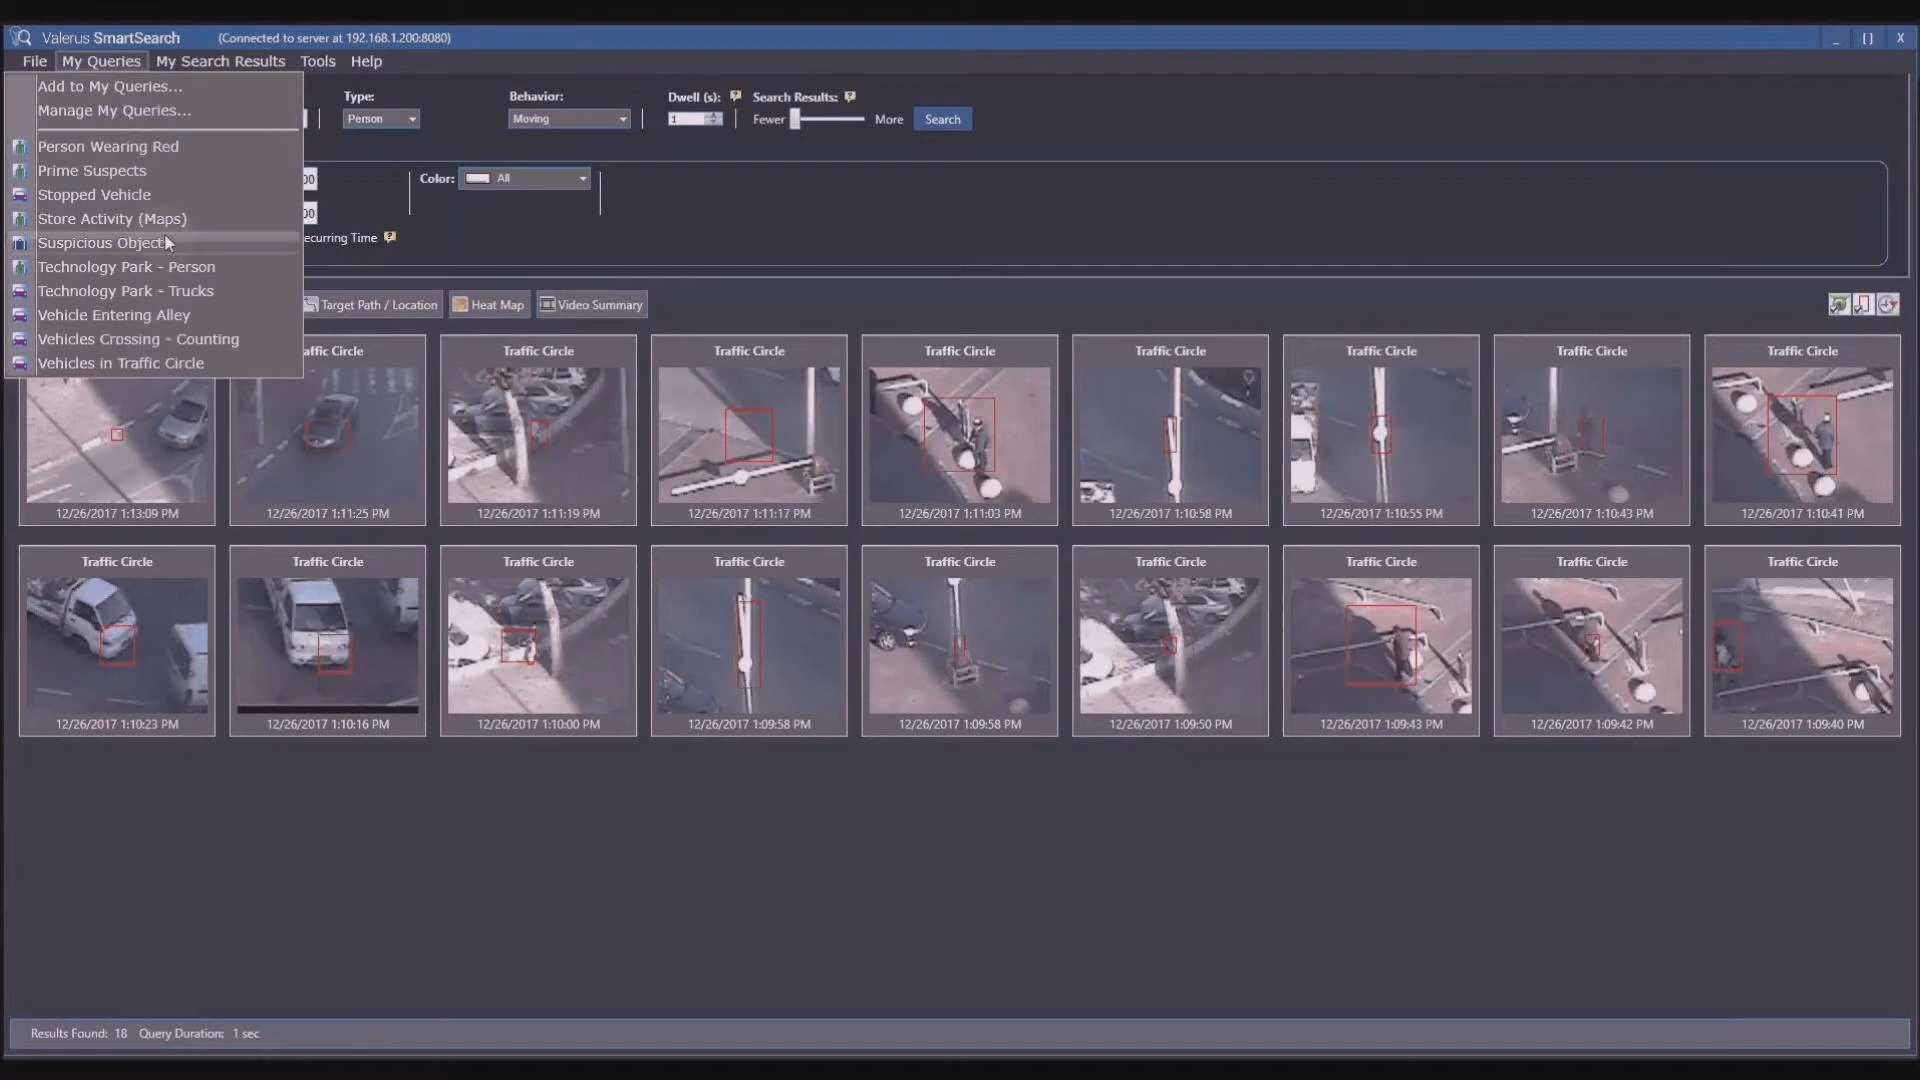 Valerus SmartSearch (Connected to server at 192.168.1.200:8080)
File My Queries My Search Results Tools Help
Add to My Queries...
Manage My Queries...
Person Wearing Red
Prime Suspects
Stopped Vehicle
Store Activity (Maps)
Suspicious Object
Technology Park - Person
Technology Park - Trucks
Vehicle Entering Alley
Vehicles Crossing - Counting
Vehicles in Traffic Circle
Type: Behavior: Dwell (s): Search Results:
Person Moving 1 Fewer More Search
00 Color: All
00
ecurring Time
Target Path / Location Heat Map Video Summary
affic Circle Traffic Circle Traffic Circle Traffic Circle Traffic Circle Traffic Circle Traffic Circle Traffic Circle
12/26/2017 1:13:09 PM 12/26/2017 1:11:25 PM 12/26/2017 1:11:19 PM 12/26/2017 1:11:17 PM 12/26/2017 1:11:03 PM 12/26/2017 1:10:58 PM 12/26/2017 1:10:55 PM 12/26/2017 1:10:43 PM 12/26/2017 1:10:41 PM
Traffic Circle Traffic Circle Traffic Circle Traffic Circle Traffic Circle Traffic Circle Traffic Circle Traffic Circle Traffic Circle
12/26/2017 1:10:23 PM 12/26/2017 1:10:16 PM 12/26/2017 1:10:00 PM 12/26/2017 1:09:58 PM 12/26/2017 1:09:58 PM 12/26/2017 1:09:50 PM 12/26/2017 1:09:43 PM 12/26/2017 1:09:42 PM 12/26/2017 1:09:40 PM
Results Found: 18 Query Duration: 1 sec